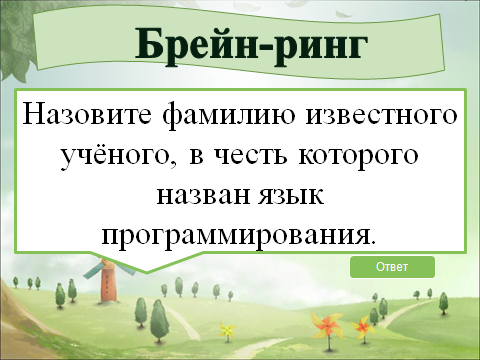 Брейн-ринг
Назовите фамилию известного
учёного, в честь которого
назван язык
программирования.
Ответ